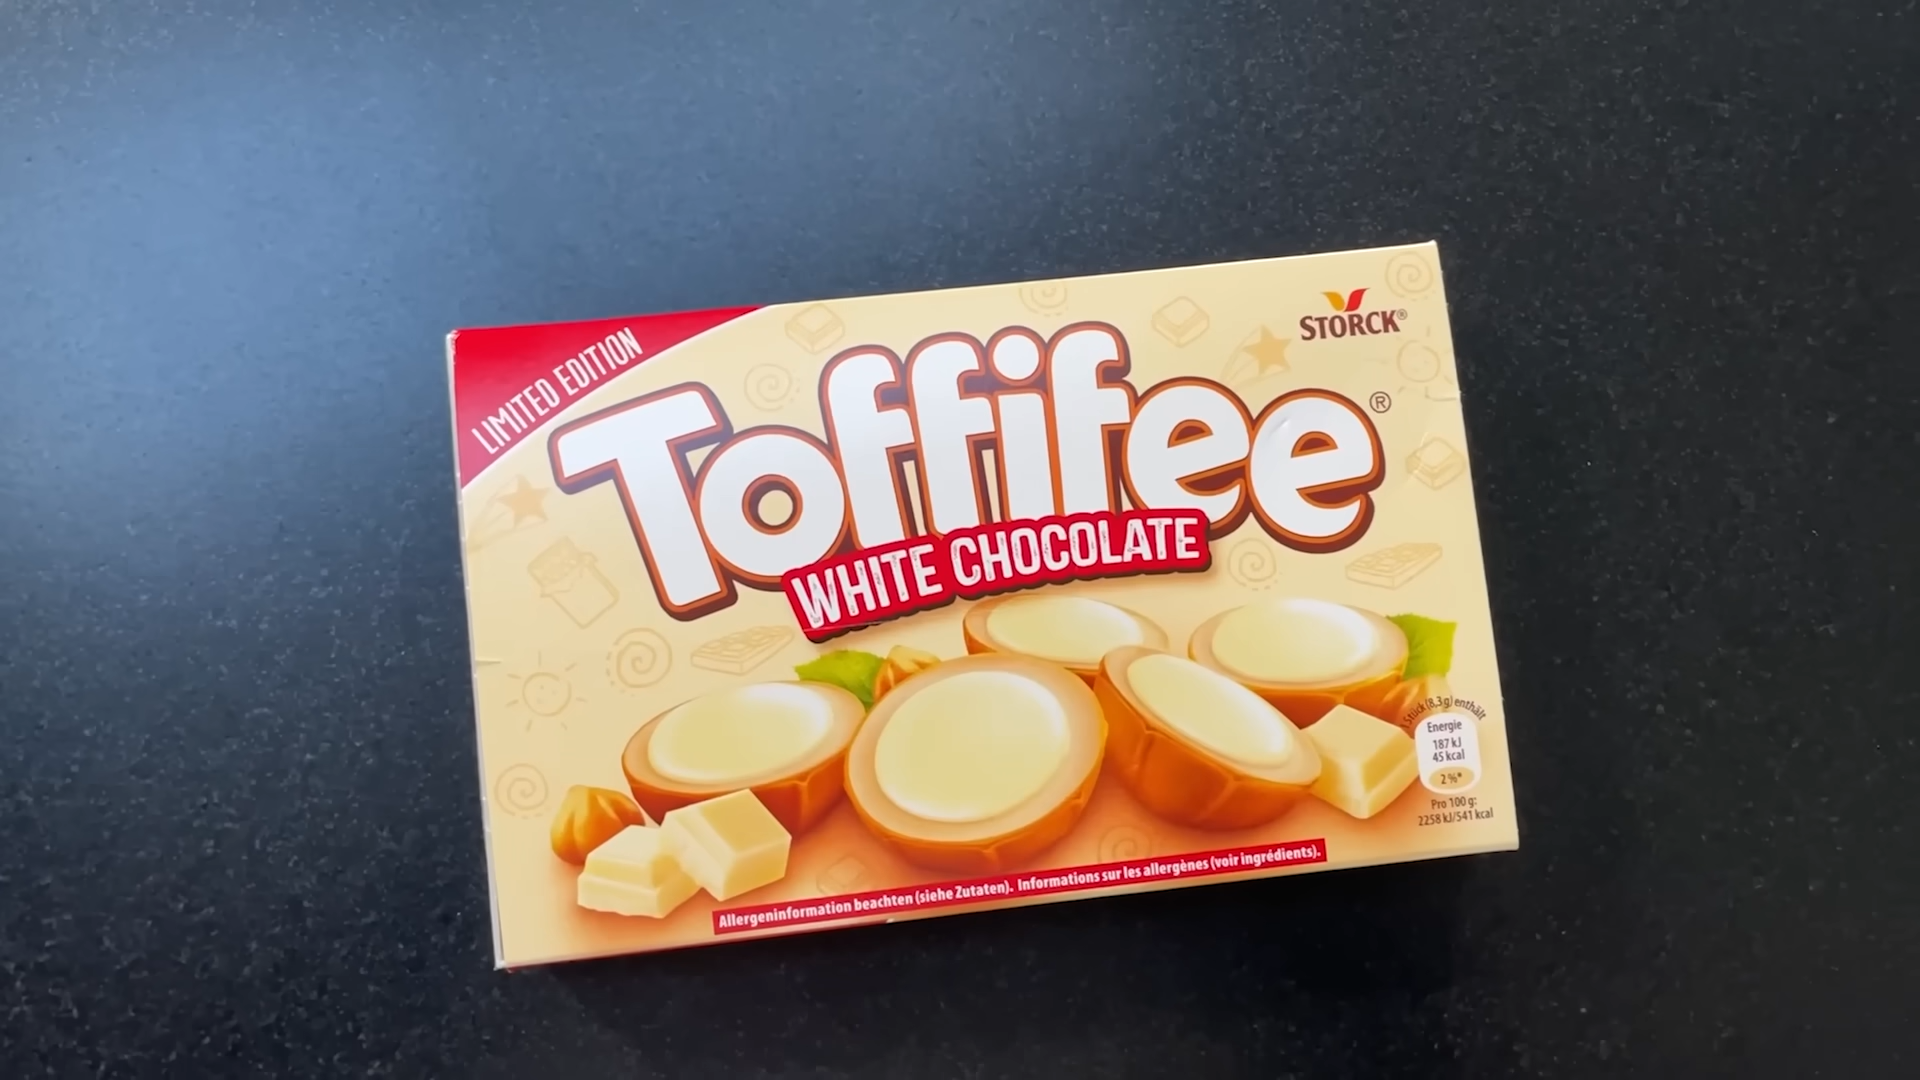 LIMITED EDITION
STORCK®
Toffifee®
WHITE CHOCOLATE
1 Stück (8,3 g) enthält
Energie
187 kJ
45 kcal
2 %*
Pro 100 g:
2258 kJ/541 kcal
Allergeninformation beachten (siehe Zutaten). Informations sur les allergènes (voir ingrédients).